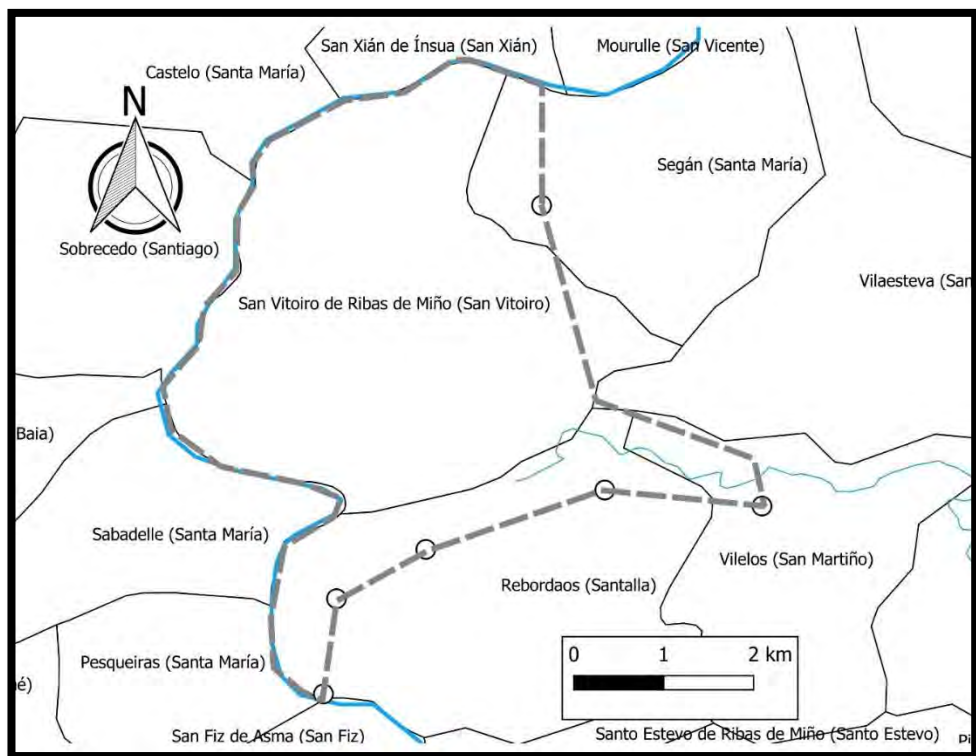 San Xián de Ínsua (San Xián)
Mourulle (San Vicente)
Castelo (Santa María)
N
Segán (Santa María)
Sobrecedo (Santiago)
Vilaesteva (San
San Vitoiro de Ribas de Miño (San Vitoiro)
Baia)
Sabadelle (Santa María)
Vilelos (San Martiño)
Rebordaos (Santalla)
0 1 2 km
Pesqueiras (Santa María)
é)
San Fiz de Asma (San Fiz)
Santo Estevo de Ribas de Miño (Santo Estevo)
Pi